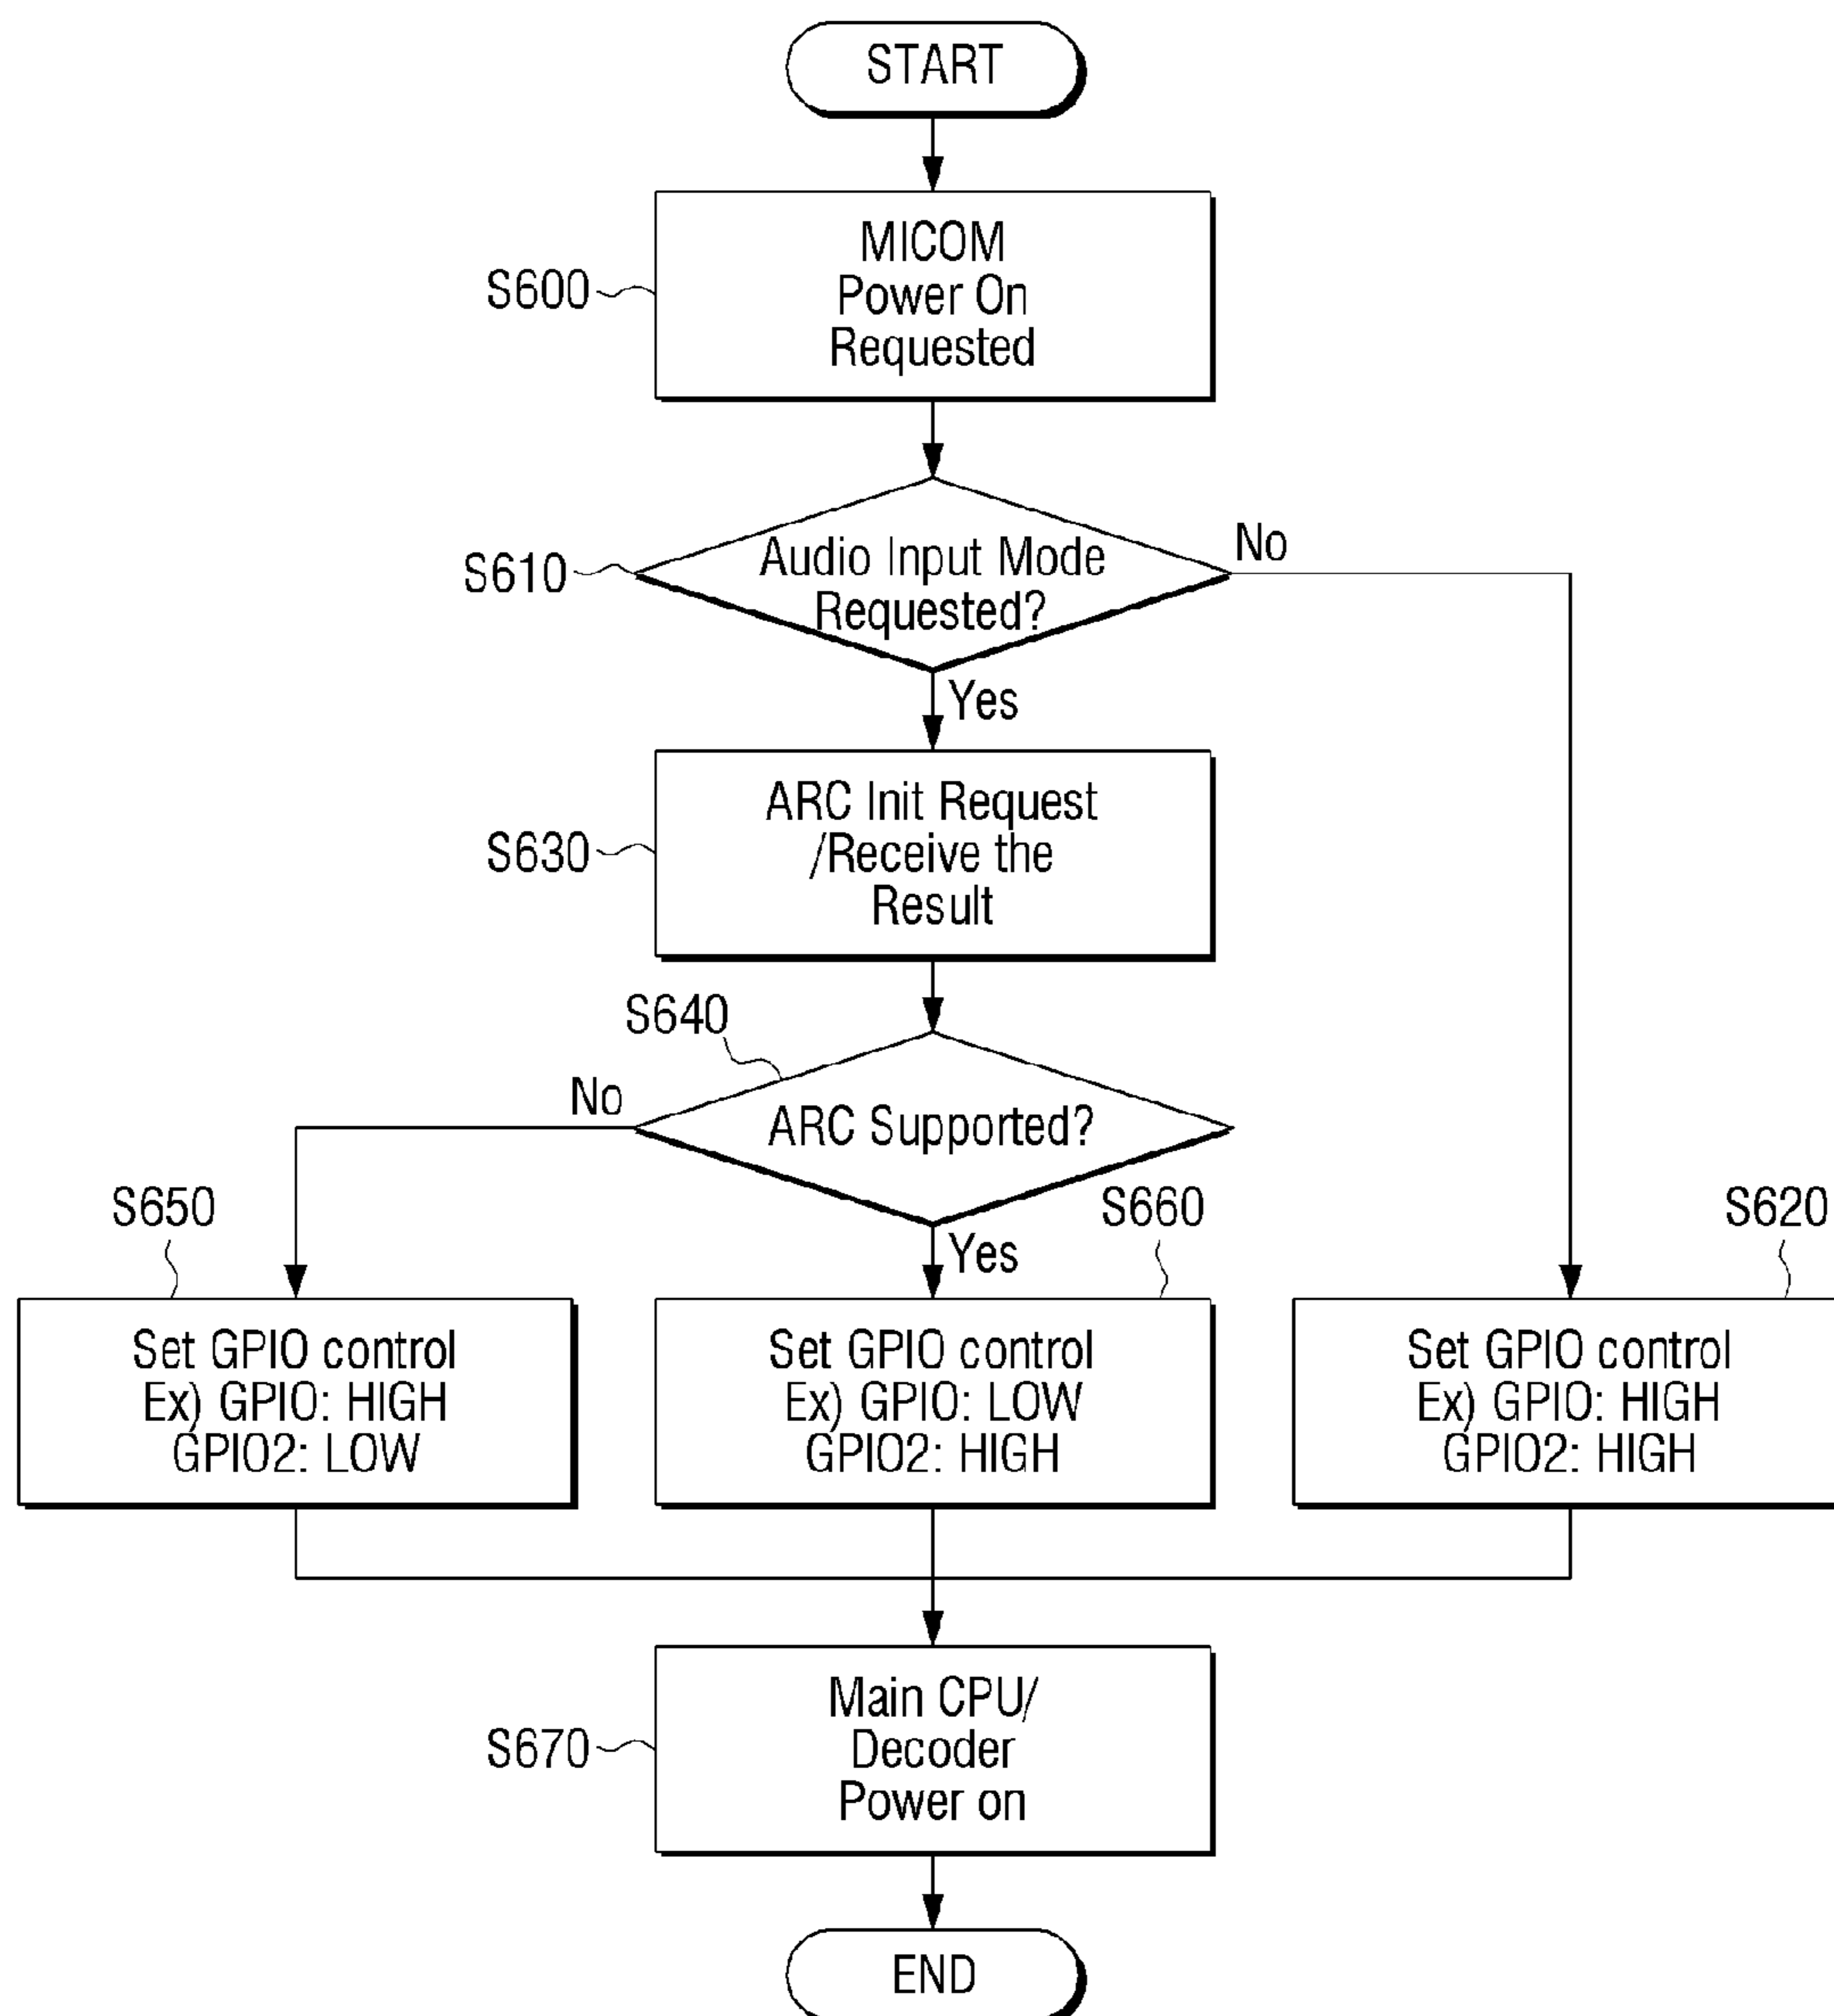 START
MICOM
Power On
Requested
S600
Audio Input Mode
Requested?
S610
No
Yes
ARC Init Request
/Receive the
Result
S630
S640
No
ARC Supported?
Yes
S650
S660
S620
Set GPIO control
Ex) GPIO: HIGH
GPIO2: LOW
Set GPIO control
Ex) GPIO: LOW
GPIO2: HIGH
Set GPIO control
Ex) GPIO: HIGH
GPIO2: HIGH
Main CPU/
Decoder
Power on
S670
END